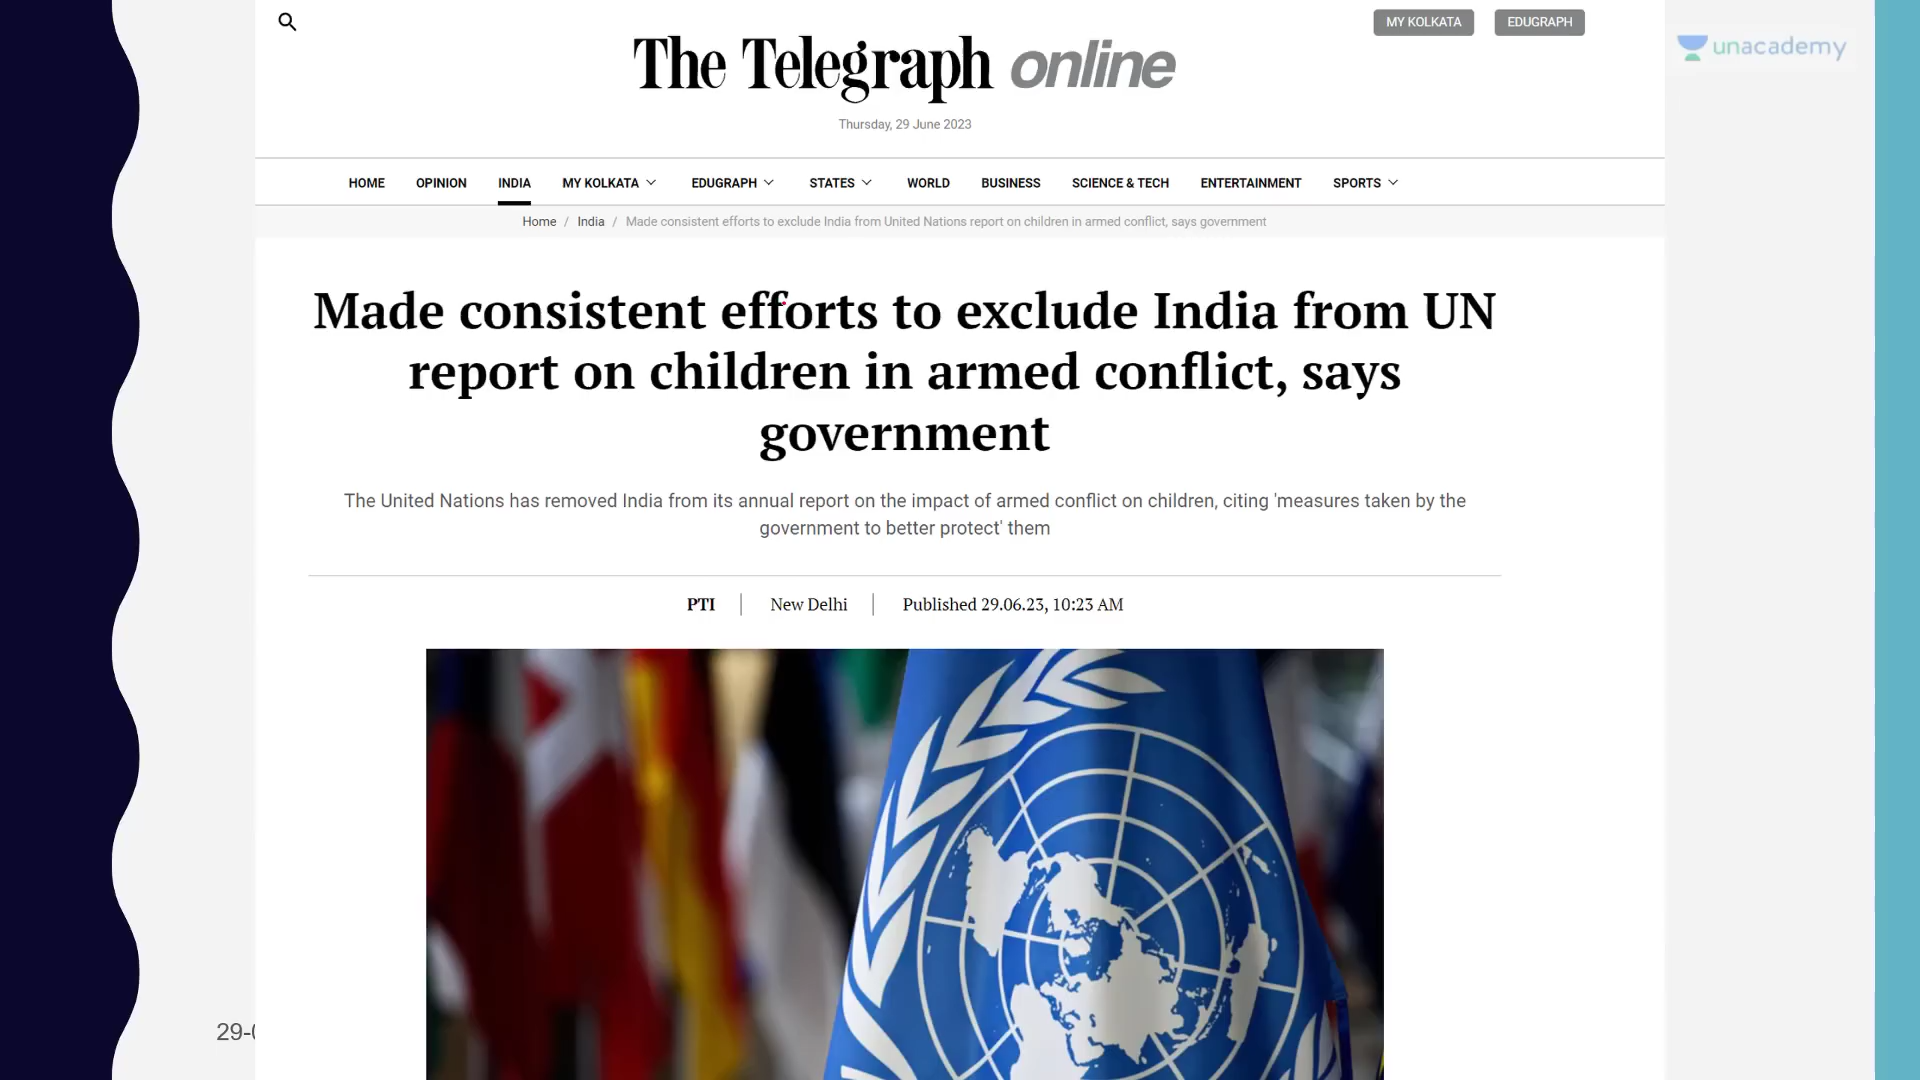 MY KOLKATA EDUGRAPH
unacademy
The Telegraph online
Thursday, 29 June 2023
HOME OPINION INDIA MY KOLKATA EDUGRAPH STATES WORLD BUSINESS SCIENCE & TECH ENTERTAINMENT SPORTS
Home / India / Made consistent efforts to exclude India from United Nations report on children in armed conflict, says government
Made consistent efforts to exclude India from UN
report on children in armed conflict, says
government
The United Nations has removed India from its annual report on the impact of armed conflict on children, citing 'measures taken by the
government to better protect' them
PTI | New Delhi | Published 29.06.23, 10:23 AM